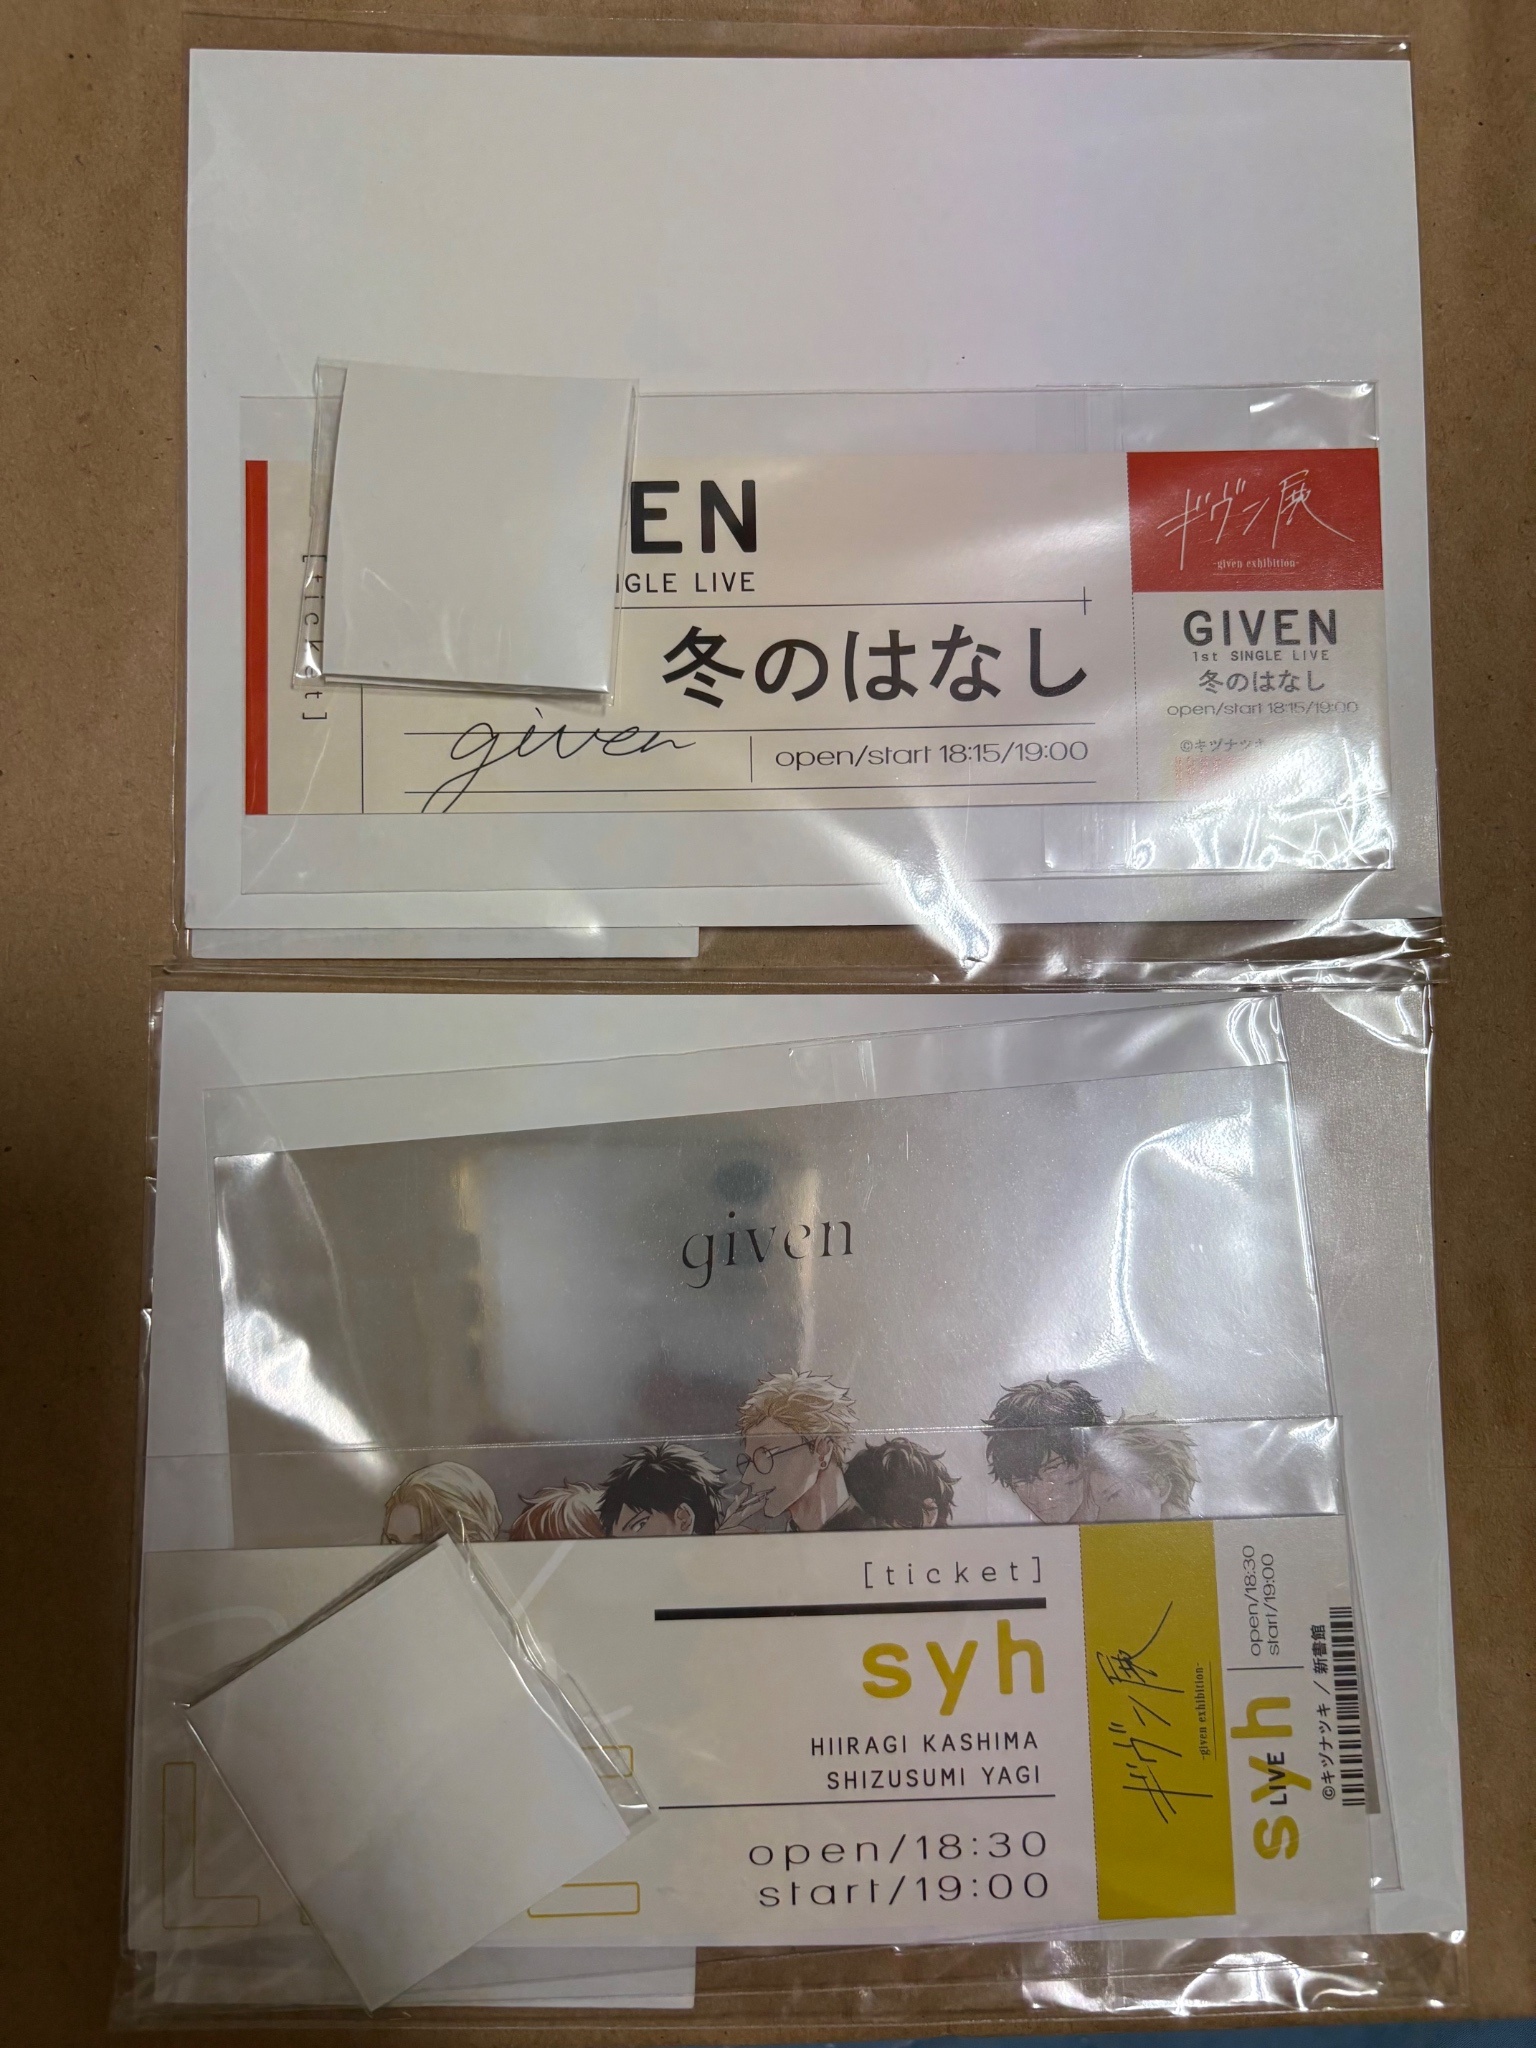 [ticket]
EN
IGLE LIVE
冬のはなし
given
open/start 18:15/19:00
ギヴン展
-given exhibition-
GIVEN
1st SINGLE LIVE
冬のはなし
open/start 18:15/19:00
©キヅナツキ
given
[ticket]
syh
HIIRAGI KASHIMA
SHIZUSUMI YAGI
open/18:30
start/19:00
ギヴン展
-given exhibition-
syh
LIVE
open/18:30
start/19:00
©キヅナツキ / 新書館